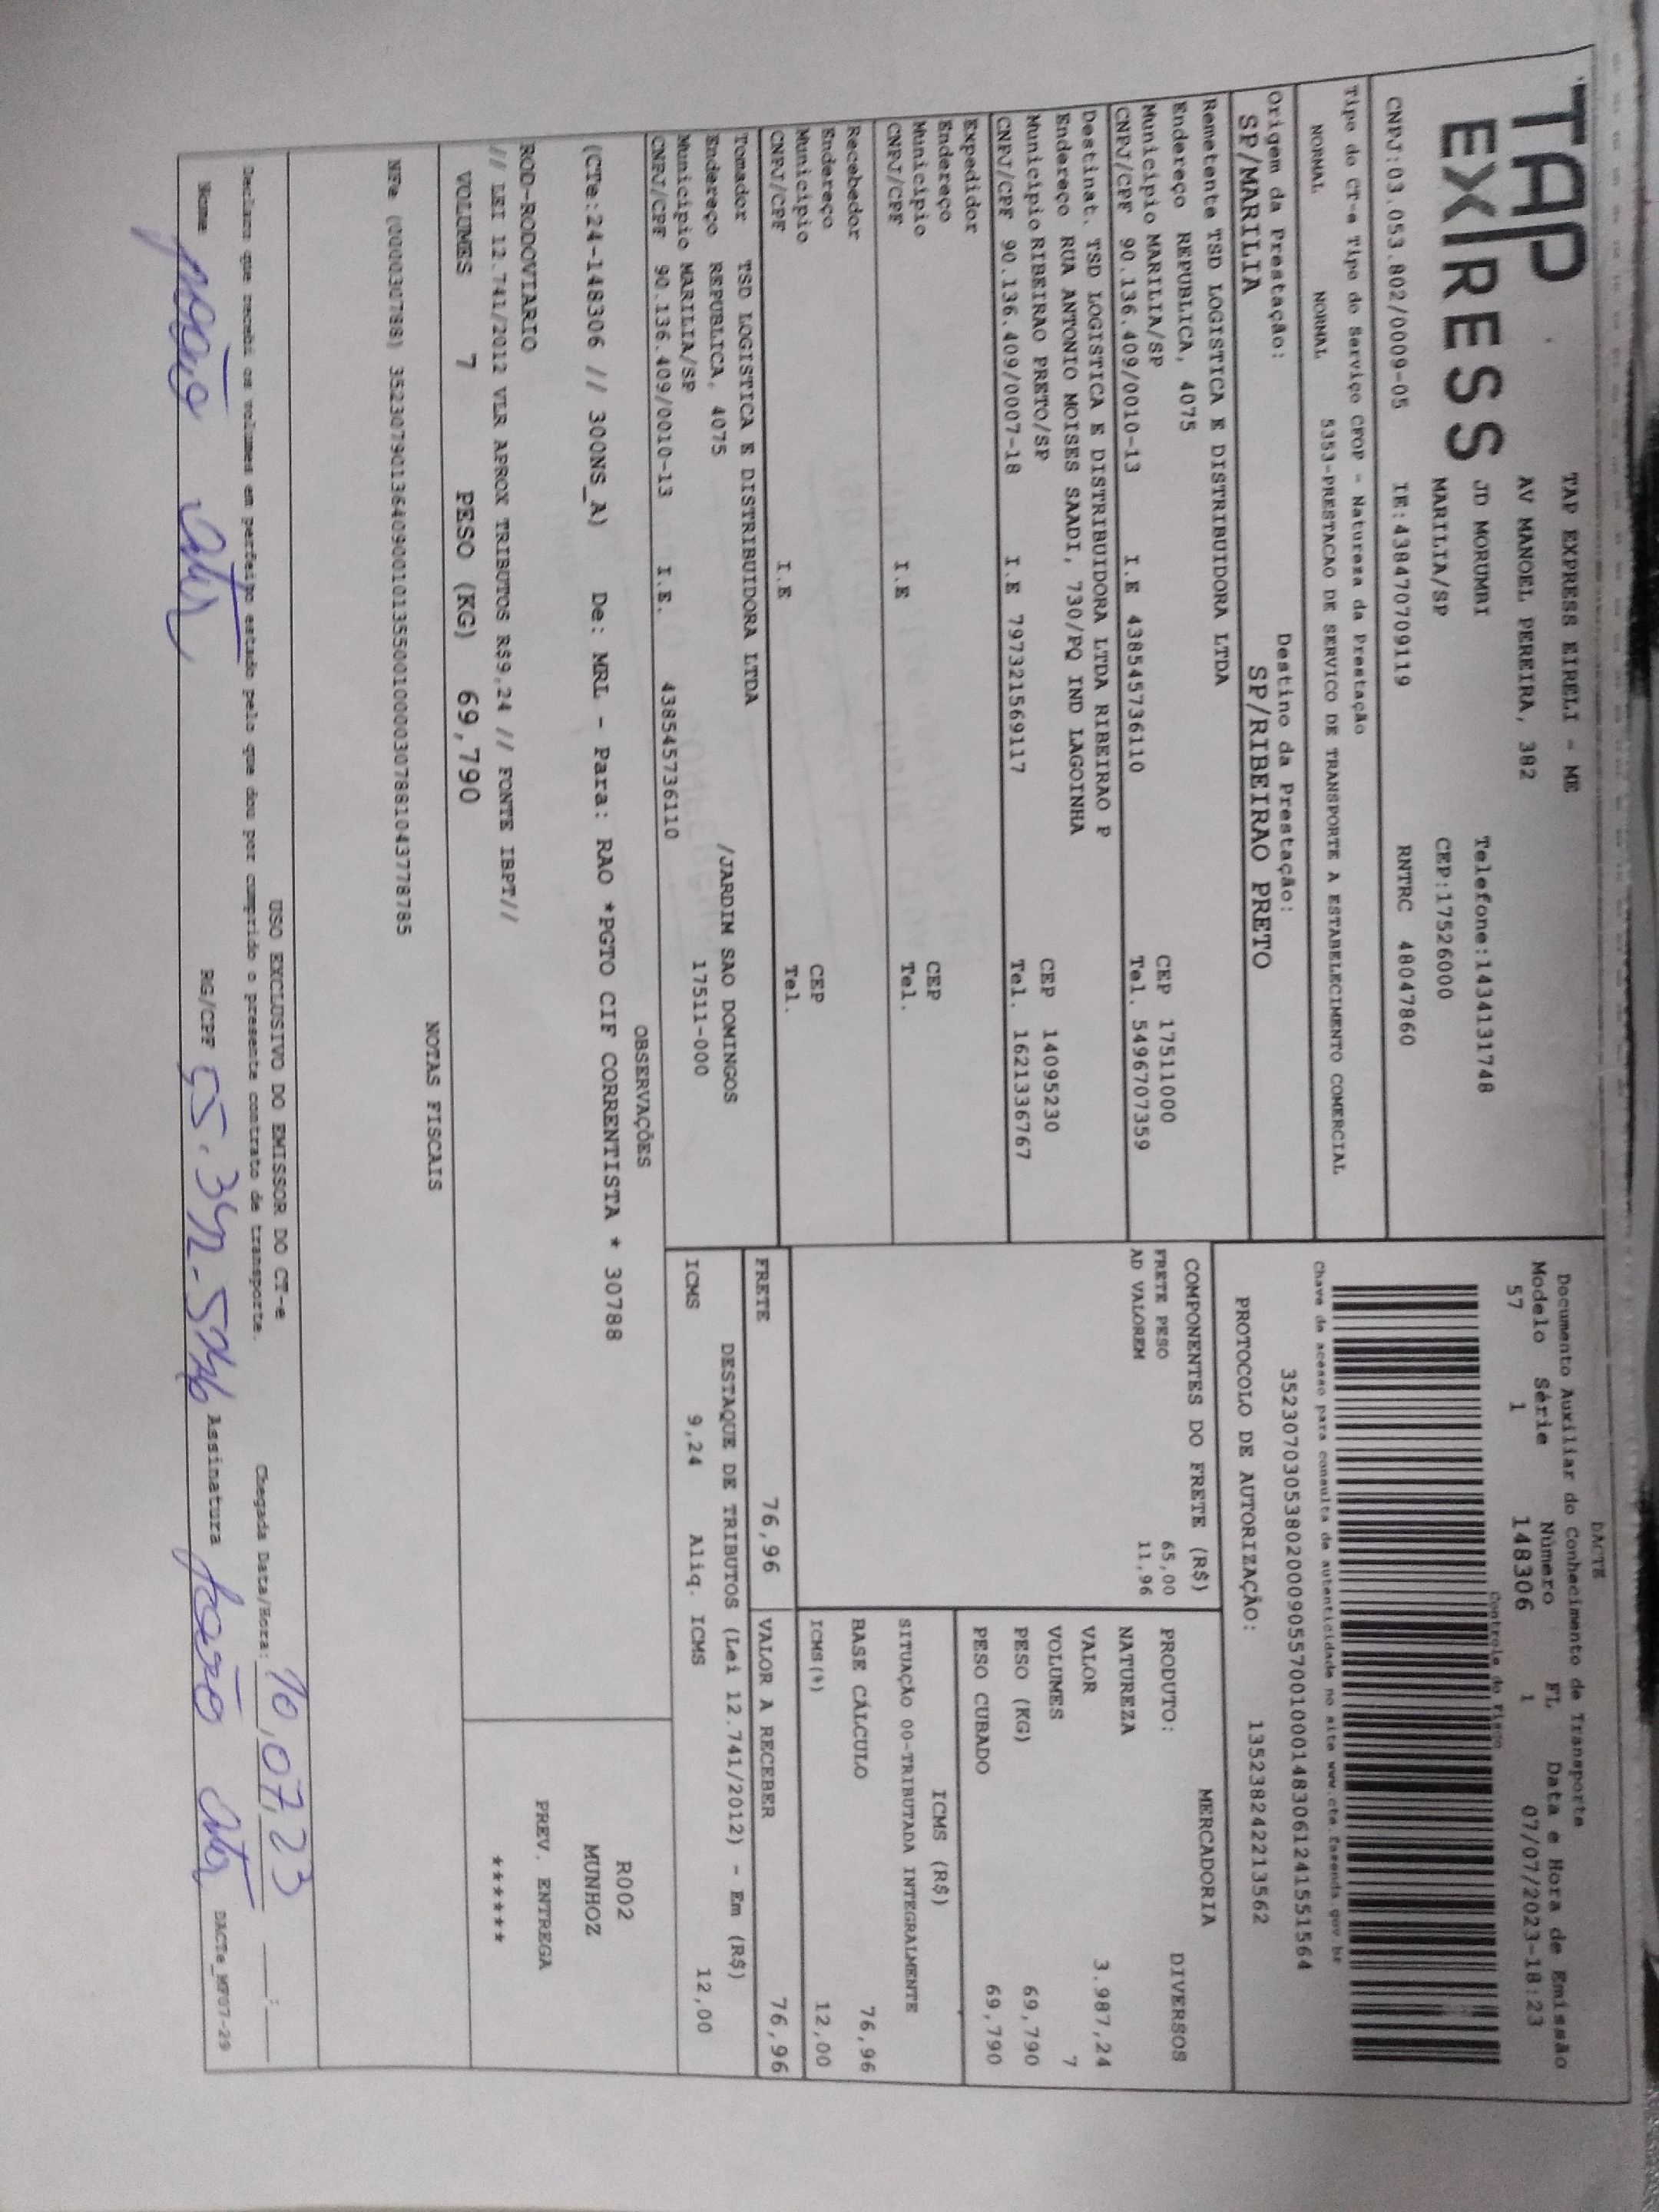 TAP
EXPRESS
TAP EXPRESS EIRELI - ME
AV MANOEL PEREIRA, 382
JD MORUMBI Telefone:1434131748
MARILIA/SP CEP:17526000
CNPJ:03.053.802/0009-05 IE:438470709119 RNTRC 48047860
Tipo do CT-e Tipo do Serviço CFOP - Natureza da Prestação
NORMAL NORMAL 5353-PRESTACAO DE SERVICO DE TRANSPORTE A ESTABELECIMENTO COMERCIAL
Origem da Prestação: Destino da Prestação:
SP/MARILIA SP/RIBEIRAO PRETO
DACTE
Documento Auxiliar do Conhecimento de Transporte
Modelo Série Número FL Data e Hora de Emissão
57 1 148306 1 07/07/2023-18:23
Controle do Fisco
Chave de acesso para consulta de autenticidade no site www.cte.fazenda.gov.br
35230703053802000905570010001483061241551564
PROTOCOLO DE AUTORIZAÇÃO: 135238242213562
Remetente TSD LOGISTICA E DISTRIBUIDORA LTDA
Endereço REPUBLICA, 4075
Município MARILIA/SP CEP 17511000
CNPJ/CPF 90.136.409/0010-13 I.E 438545736110 Tel. 5496707359
Destinat. TSD LOGISTICA E DISTRIBUIDORA LTDA RIBEIRAO P
Endereço RUA ANTONIO MOISES SAADI, 730/PQ IND LAGOINHA
Município RIBEIRAO PRETO/SP CEP 14095230
CNPJ/CPF 90.136.409/0007-18 I.E 797321569117 Tel. 1621336767
Expedidor
Endereço
Município CEP
CNPJ/CPF I.E Tel.
Recebedor
Endereço
Município CEP
CNPJ/CPF I.E Tel.
Tomador TSD LOGISTICA E DISTRIBUIDORA LTDA
Endereço REPUBLICA, 4075 /JARDIM SAO DOMINGOS
Município MARILIA/SP 17511-000
CNPJ/CPF 90.136.409/0010-13 I.E. 438545736110
COMPONENTES DO FRETE (R$)
FRETE PESO 65,00
AD VALOREM 11,96
MERCADORIA
PRODUTO: DIVERSOS
NATUREZA
VALOR 3.987,24
VOLUMES 7
PESO (KG) 69,790
PESO CUBADO 69,790
ICMS (R$)
SITUAÇÃO 00-TRIBUTADA INTEGRALMENTE
BASE CÁLCULO 76,96
ICMS(%) 12,00
FRETE 76,96 VALOR A RECEBER 76,96
DESTAQUE DE TRIBUTOS (Lei 12.741/2012) - Em (R$)
ICMS 9,24 Aliq. ICMS 12,00
OBSERVAÇÕES
(CTe:24-148306 // 300NS_A) De: MRL - Para: RAO *PGTO CIF CORRENTISTA * 30788
ROD-RODOVIARIO
// LEI 12.741/2012 VLR APROX TRIBUTOS R$9,24 // FONTE IBPT//
R002
MUNHOZ
PREV. ENTREGA
******
VOLUMES 7 PESO (KG) 69,790
NOTAS FISCAIS
NFe (000030788) 35230790136409001013550010000307881043778785
USO EXCLUSIVO DO EMISSOR DO CT-e
Declaro que recebi os volumes em perfeito estado pelo que dou por cumprido o presente contrato de transporte. Chegada Data/Hora: 10,07,23 __:__
Nome João RG/CPF Assinatura João DACTe_MP07-29